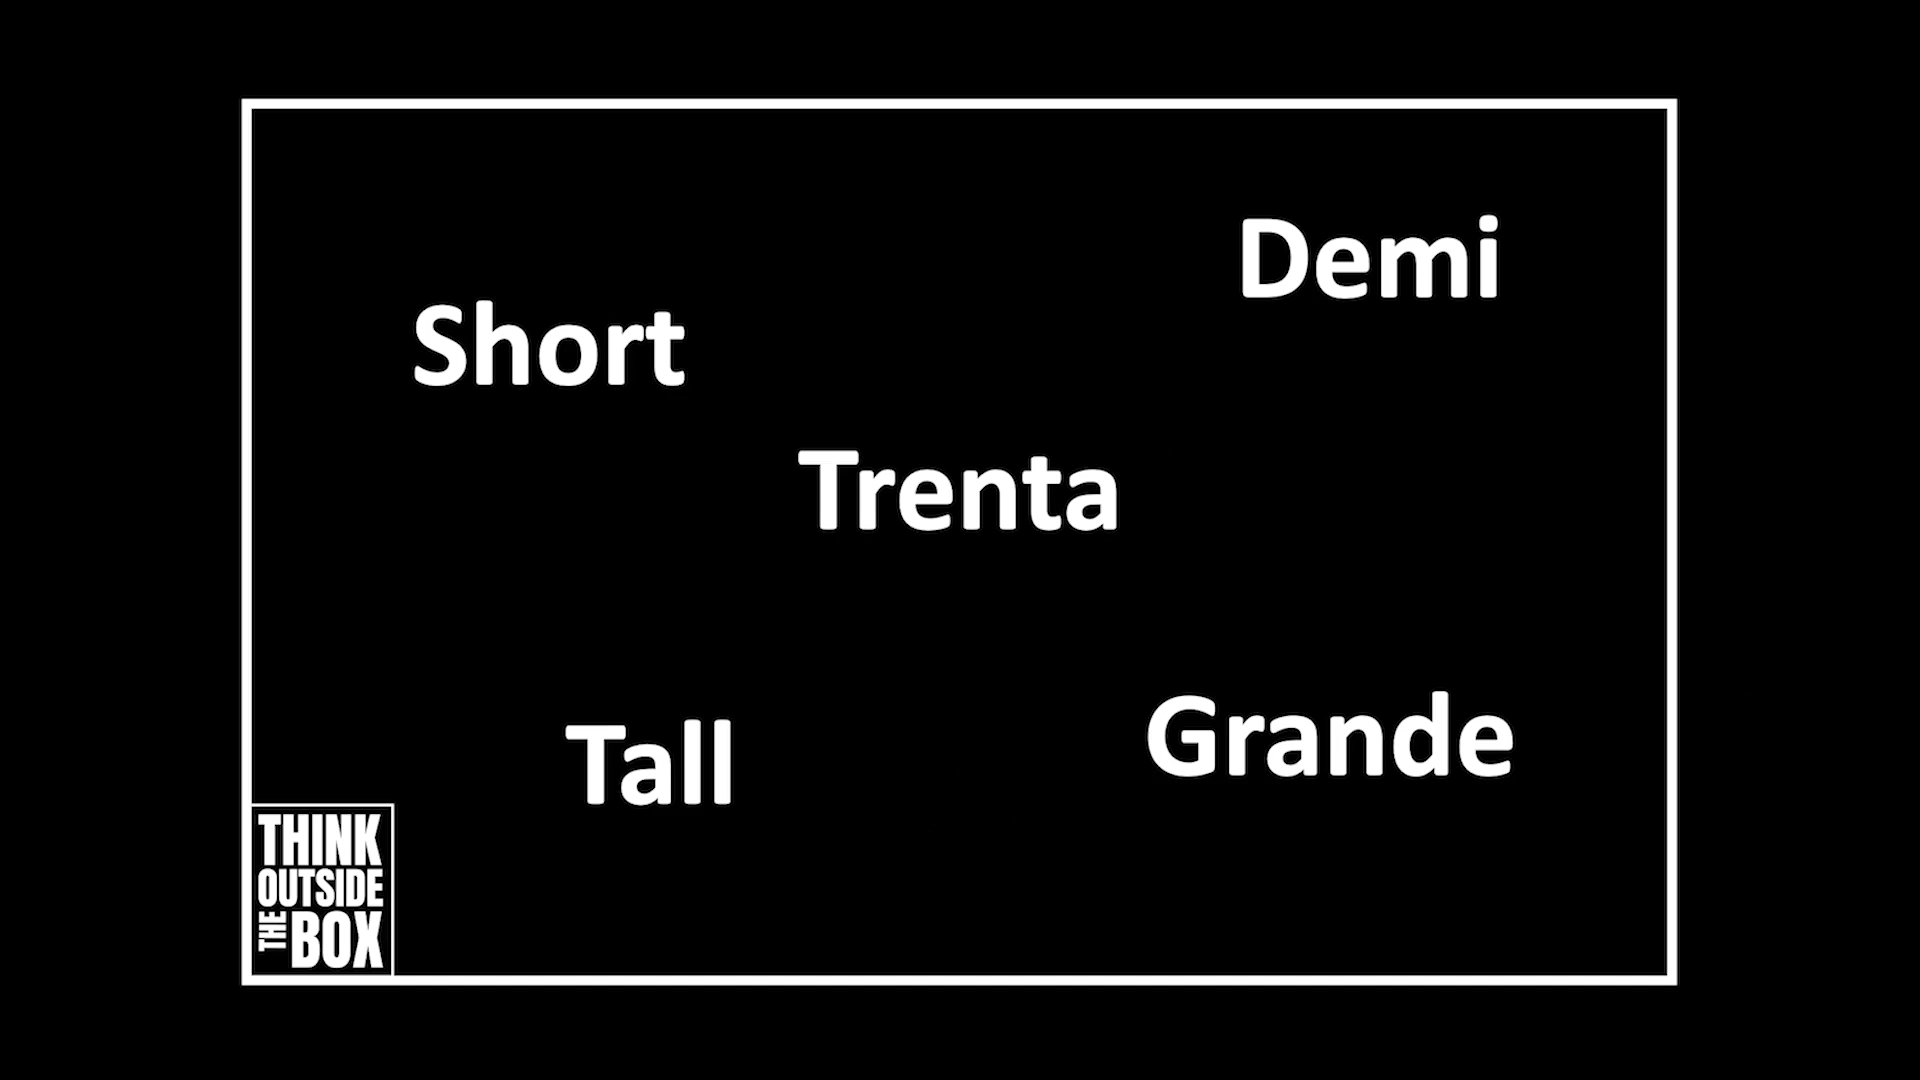 Demi
Short
Trenta
Grande
Tall
THINK
OUTSIDE
THE BOX